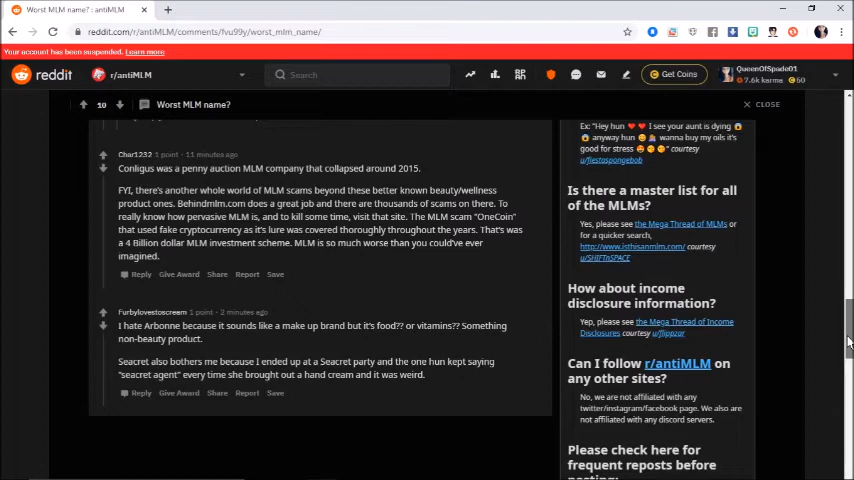 Worst MLM name? : antiMLM
reddit.com/r/antiMLM/comments/fvu99y/worst_mlm_name/
Your account has been suspended. Learn more
reddit
r/antiMLM
Search
Get Coins
QueenOfSpade01
7.6k karma 50
10
Worst MLM name?
CLOSE
Char1232 1 point · 11 minutes ago
Conligus was a penny auction MLM company that collapsed around 2015.
FYI, there's another whole world of MLM scams beyond these better known beauty/wellness
product ones. Behindmlm.com does a great job and there are thousands of scams on there. To
really know how pervasive MLM is, and to kill some time, visit that site. The MLM scam "OneCoin"
that used fake cryptocurrency as it's lure was covered thoroughly throughout the years. That's was
a 4 Billion dollar MLM investment scheme. MLM is so much worse than you could've ever
imagined.
Reply Give Award Share Report Save
Furbylovestoscream 1 point · 2 minutes ago
I hate Arbonne because it sounds like a make up brand but it's food?? or vitamins?? Something
non-beauty product.
Seacret also bothers me because I ended up at a Seacret party and the one hun kept saying
"seacret agent" every time she brought out a hand cream and it was weird.
Reply Give Award Share Report Save
Ex: "Hey hun ❤️ ❤️ I see your aunt is dying 😱
😱 anyway hun 😊 💁 wanna buy my oils it's
good for stress 😍 😏 😏" courtesy
u/fiestaspongebob
Is there a master list for all
of the MLMs?
Yes, please see the Mega Thread of MLMs or
for a quicker search,
http://www.isthisanmlm.com/ courtesy
u/SHIFTnSPACE
How about income
disclosure information?
Yep, please see the Mega Thread of Income
Disclosures courtesy u/flippzar
Can I follow r/antiMLM on
any other sites?
No, we are not affiliated with any
twitter/instagram/facebook page. We also are
not affiliated with any discord servers.
Please check here for
frequent reposts before
posting: